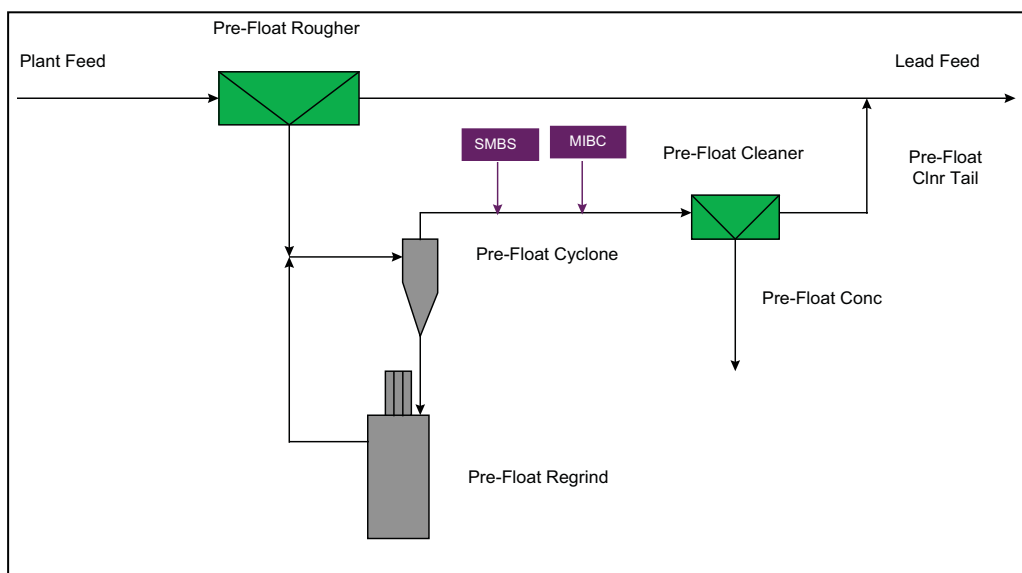 Pre-Float Rougher
Plant Feed
Lead Feed
SMBS
MIBC
Pre-Float Cleaner
Pre-Float
Clnr Tail
Pre-Float Cyclone
Pre-Float Conc
Pre-Float Regrind